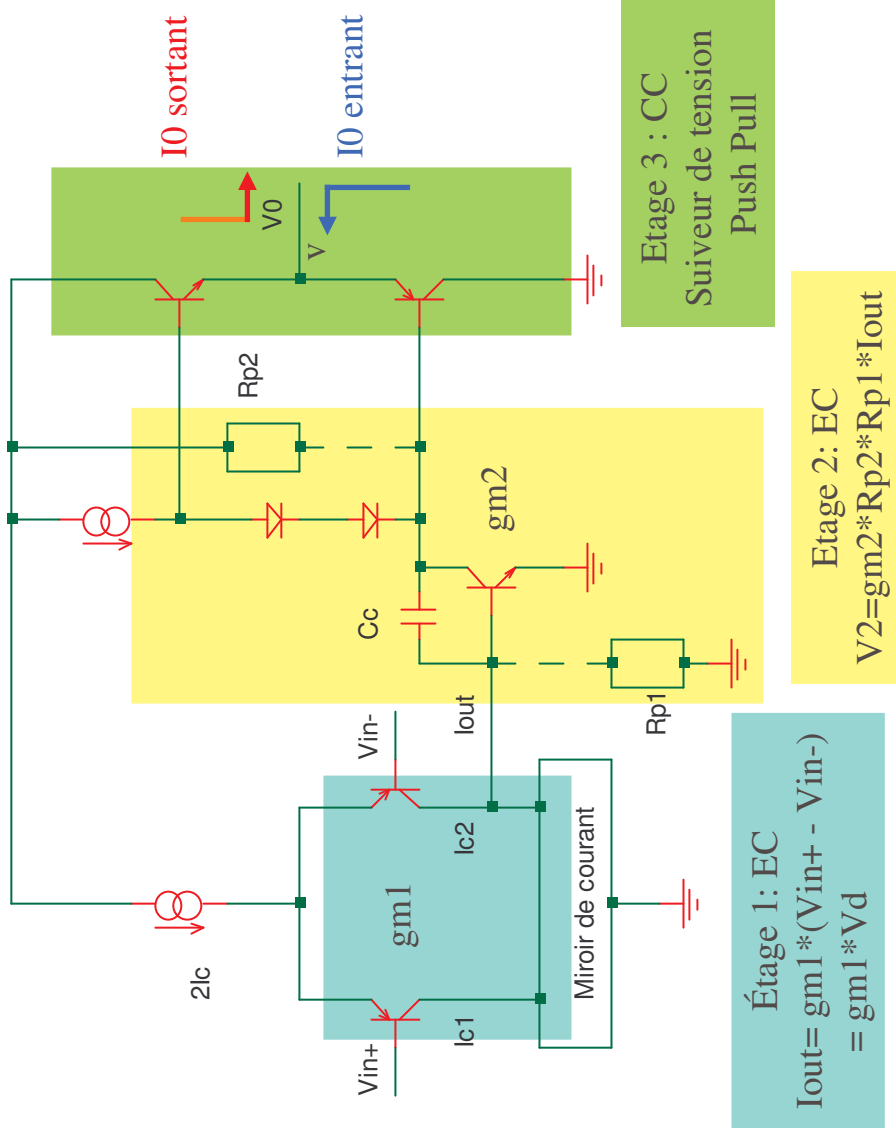 2Ic
Vin+
Vin-
gm1
Ic1
Ic2
Miroir de courant
Iout
Rp1
Cc
gm2
Rp2
V0
v
I0 sortant
I0 entrant
Étage 1: EC
Iout= gm1*(Vin+ - Vin-)
= gm1*Vd
Etage 2: EC
V2=gm2*Rp2*Rp1*Iout
Etage 3 : CC
Suiveur de tension
Push Pull